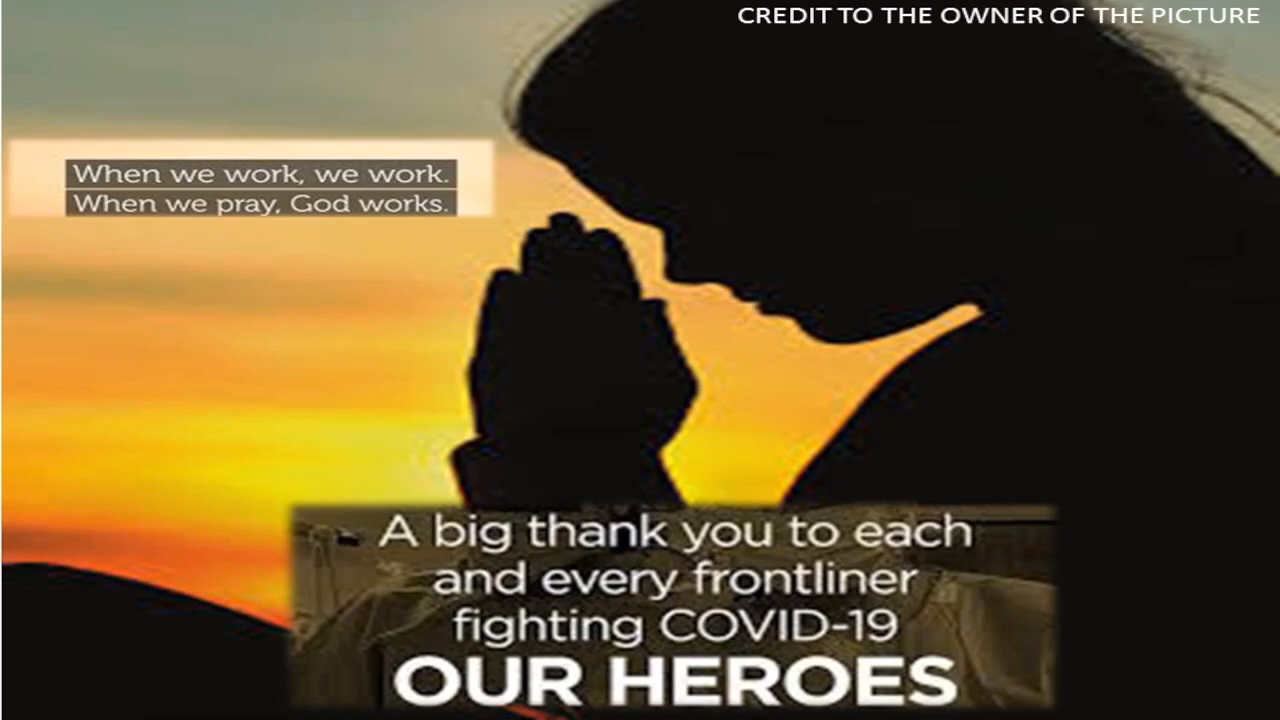 CREDIT TO THE OWNER OF THE PICTURE
When we work, we work.
When we pray, God works.
A big thank you to each
and every frontliner
fighting COVID-19
OUR HEROES